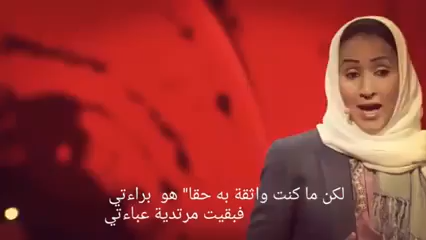 لكن ما كنت واثقة به حقا" هو براءتي
فبقيت مرتدية عباءتي